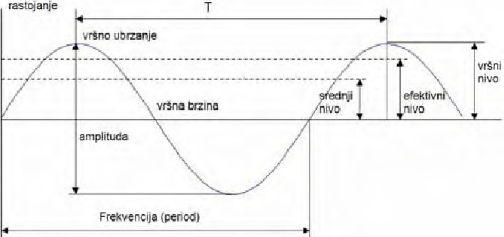 rastojanje
T
vršno ubrzanje
vršni
nivo
vršna brzina
srednji
nivo
efektivni
nivo
amplituda
Frekvencija (period)